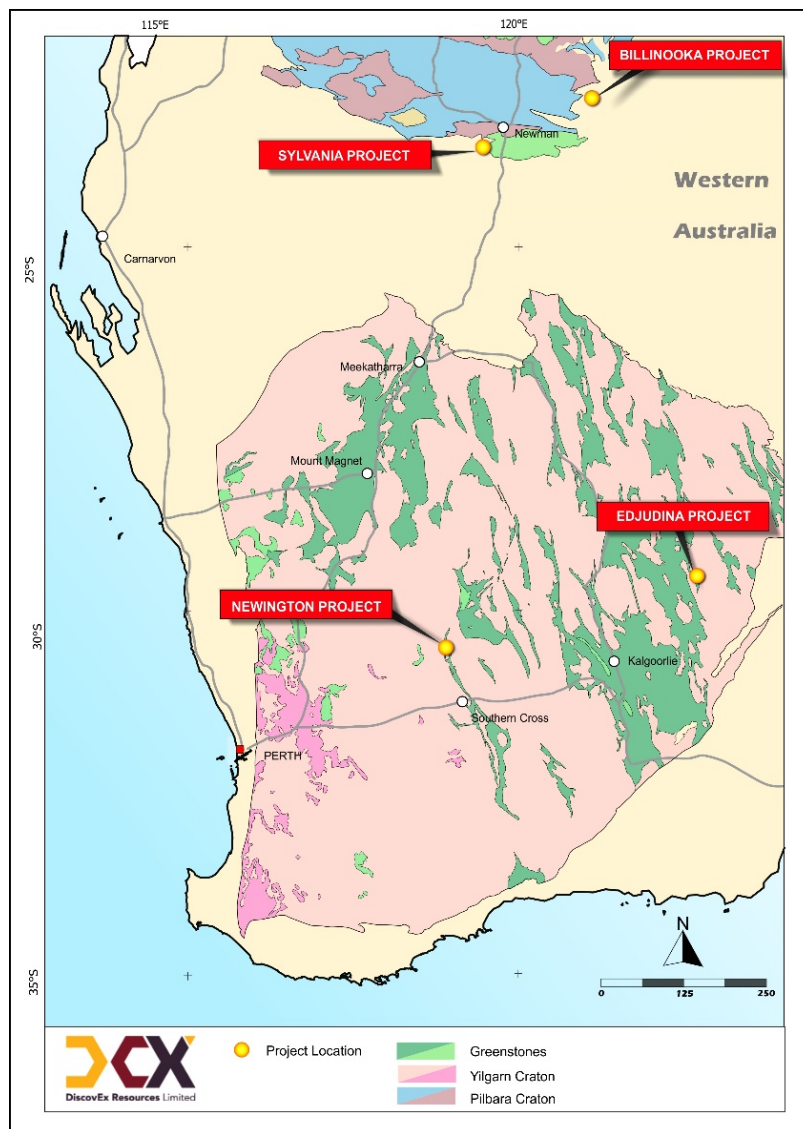 115°E
120°E
BILLINOOKA PROJECT
Newman
SYLVANIA PROJECT
Western
Australia
Carnarvon
25°S
Meekatharra
Mount Magnet
EDJUDINA PROJECT
NEWINGTON PROJECT
30°S
Kalgoorlie
Southern Cross
PERTH
N
35°S
0 125 250
DCX
DiscovEx Resources Limited
Project Location
Greenstones
Yilgarn Craton
Pilbara Craton